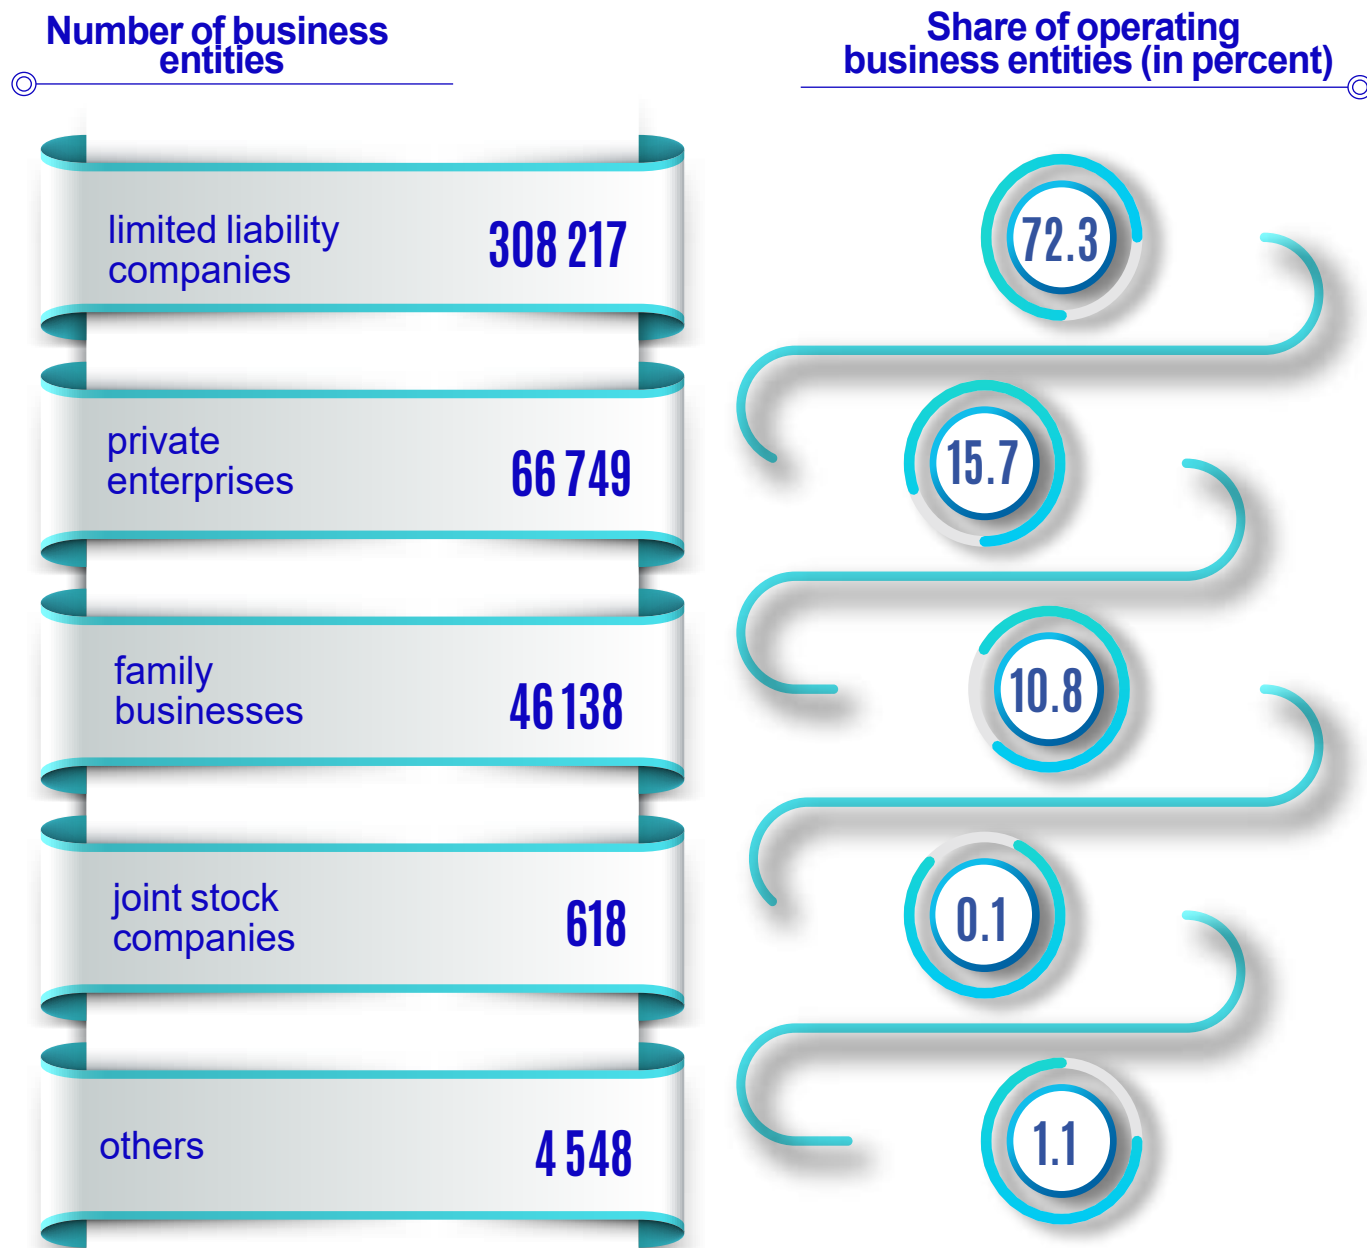 Number of business
entities
Share of operating
business entities (in percent)
limited liability
companies
308 217
72.3
private
enterprises
66 749
15.7
family
businesses
46 138
10.8
joint stock
companies
618
0.1
others
4 548
1.1